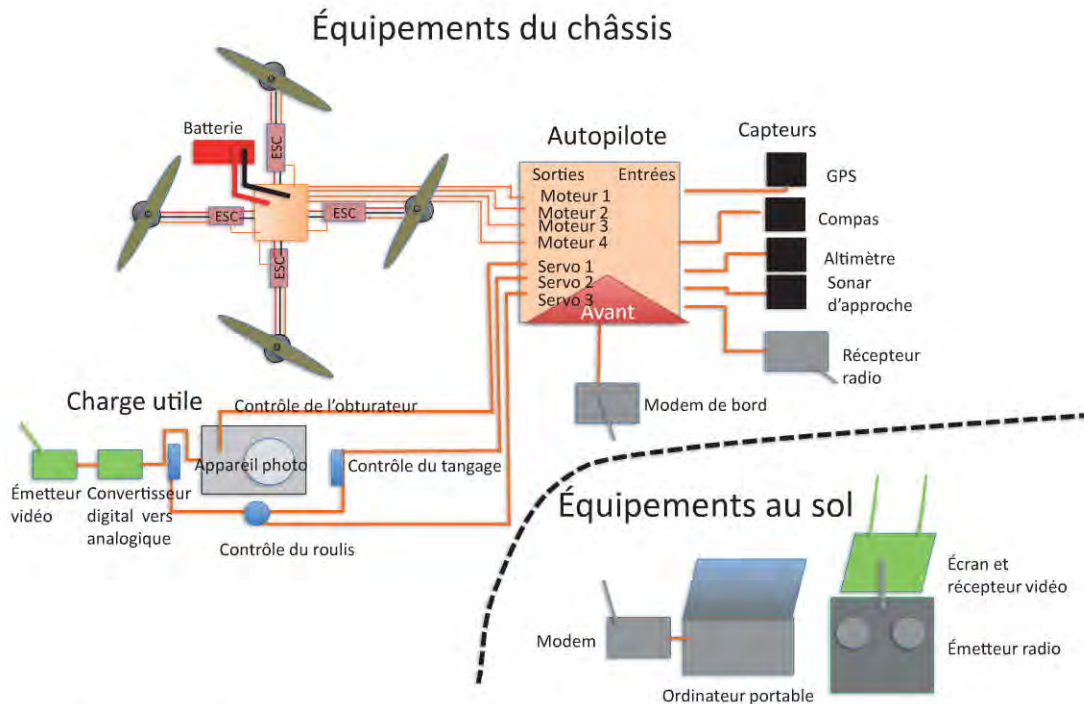 Équipements du châssis
Batterie
ESC
ESC
ESC
ESC
Autopilote
Capteurs
Sorties
Entrées
Moteur 1
Moteur 2
Moteur 3
Moteur 4
Servo 1
Servo 2
Servo 3
Avant
GPS
Compas
Altimètre
Sonar
d'approche
Récepteur
radio
Modem de bord
Charge utile
Contrôle de l'obturateur
Appareil photo
Contrôle du tangage
Émetteur
vidéo
Convertisseur
digital vers
analogique
Contrôle du roulis
Équipements au sol
Écran et
récepteur vidéo
Modem
Émetteur radio
Ordinateur portable